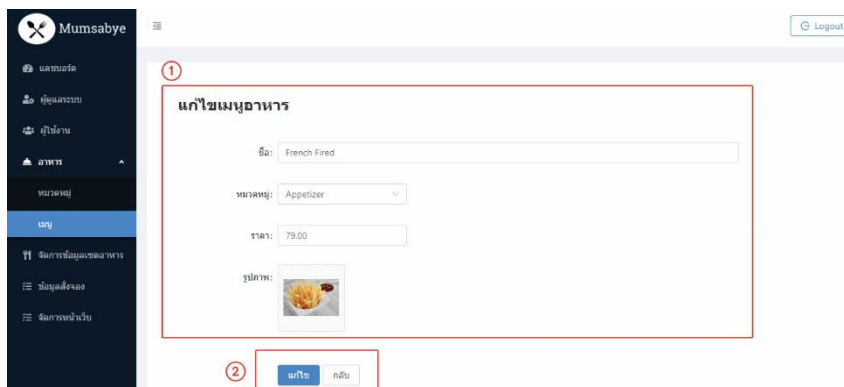 Mumsabye
Logout
แดชบอร์ด
ผู้ดูแลระบบ
ผู้ใช้งาน
อาหาร
หมวดหมู่
เมนู
จัดการข้อมูลเซตอาหาร
ข้อมูลสั่งจอง
จัดการหน้าเว็บ
1
แก้ไขเมนูอาหาร
ชื่อ: French Fired
หมวดหมู่: Appetizer
ราคา: 79.00
รูปภาพ:
2
แก้ไข กลับ